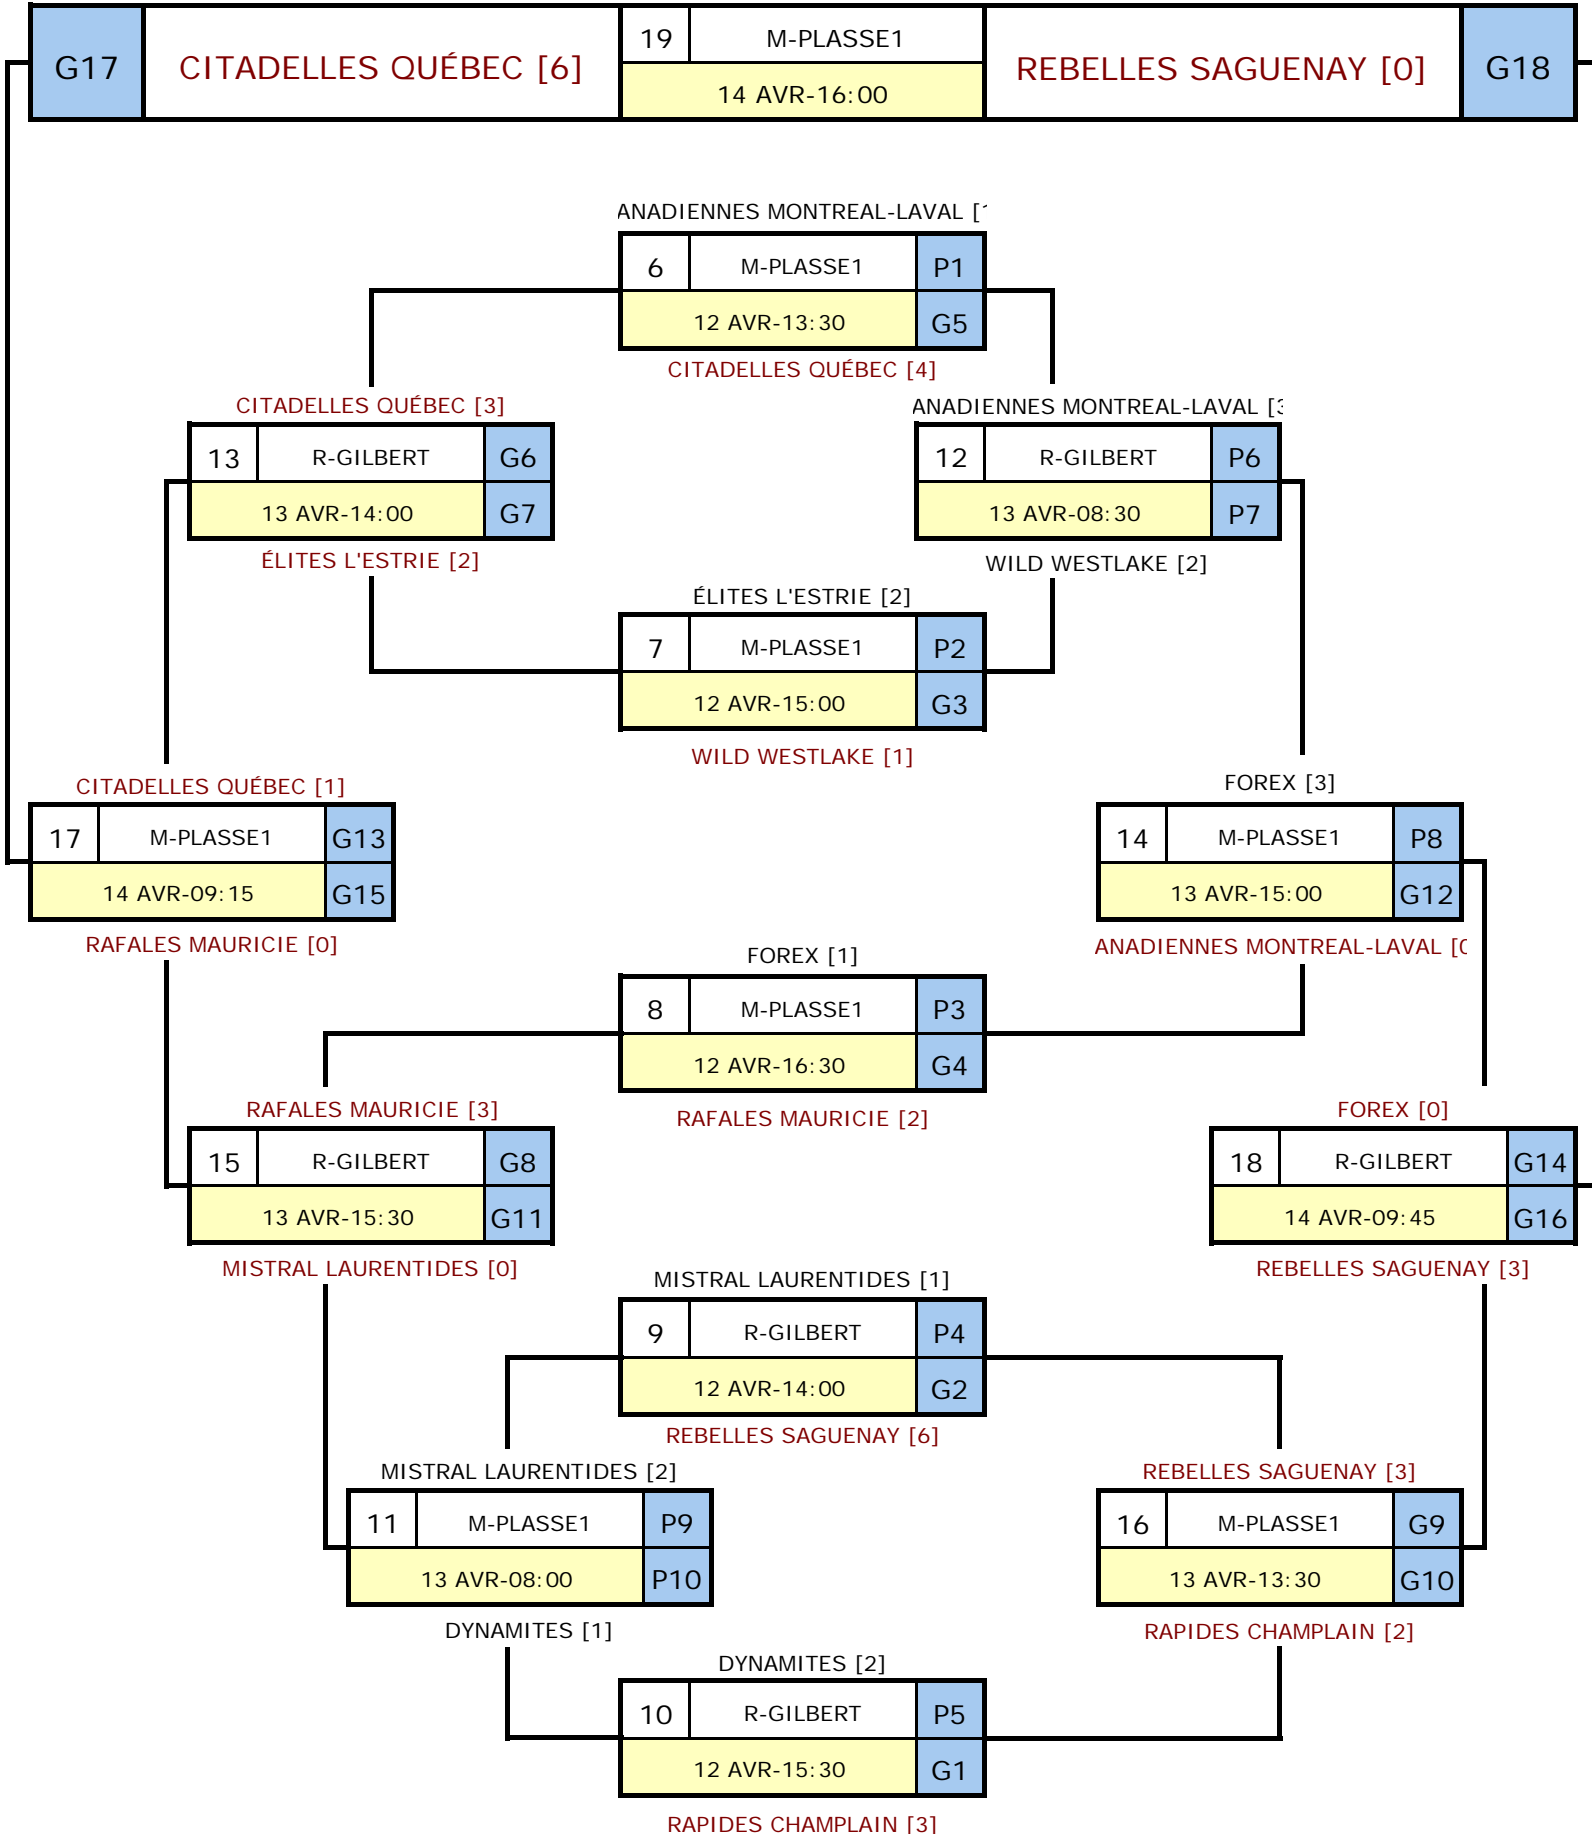 G17
CITADELLES QUÉBEC [6]
19
M-PLASSE1
14 AVR-16:00
REBELLES SAGUENAY [0]
G18
ANADIENNES MONTREAL-LAVAL [1
6
M-PLASSE1
P1
12 AVR-13:30
G5
CITADELLES QUÉBEC [4]
CITADELLES QUÉBEC [3]
13
R-GILBERT
G6
13 AVR-14:00
G7
ÉLITES L'ESTRIE [2]
ANADIENNES MONTREAL-LAVAL [3
12
R-GILBERT
P6
13 AVR-08:30
P7
WILD WESTLAKE [2]
ÉLITES L'ESTRIE [2]
7
M-PLASSE1
P2
12 AVR-15:00
G3
WILD WESTLAKE [1]
CITADELLES QUÉBEC [1]
17
M-PLASSE1
G13
14 AVR-09:15
G15
RAFALES MAURICIE [0]
FOREX [3]
14
M-PLASSE1
P8
13 AVR-15:00
G12
ANADIENNES MONTREAL-LAVAL [0
FOREX [1]
8
M-PLASSE1
P3
12 AVR-16:30
G4
RAFALES MAURICIE [2]
RAFALES MAURICIE [3]
15
R-GILBERT
G8
13 AVR-15:30
G11
MISTRAL LAURENTIDES [0]
FOREX [0]
18
R-GILBERT
G14
14 AVR-09:45
G16
REBELLES SAGUENAY [3]
MISTRAL LAURENTIDES [1]
9
R-GILBERT
P4
12 AVR-14:00
G2
REBELLES SAGUENAY [6]
MISTRAL LAURENTIDES [2]
11
M-PLASSE1
P9
13 AVR-08:00
P10
DYNAMITES [1]
REBELLES SAGUENAY [3]
16
M-PLASSE1
G9
13 AVR-13:30
G10
RAPIDES CHAMPLAIN [2]
DYNAMITES [2]
10
R-GILBERT
P5
12 AVR-15:30
G1
RAPIDES CHAMPLAIN [3]